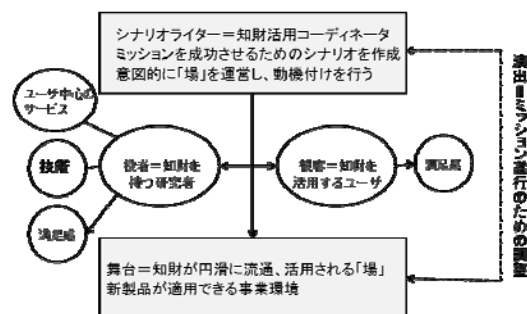 シナリオライター＝知財活用コーディネータ
ミッションを成功させるためのシナリオを作成
意図的に「場」を運営し、動機付けを行う
ユーザ中心の
サービス
技術
満足感
役者＝知財を
持つ研究者
観客＝知財を
活用するユーザ
満足感
舞台＝知財が円滑に流通、活用される「場」
新製品が適用できる事業環境
演出＝ミッション遂行のための調整